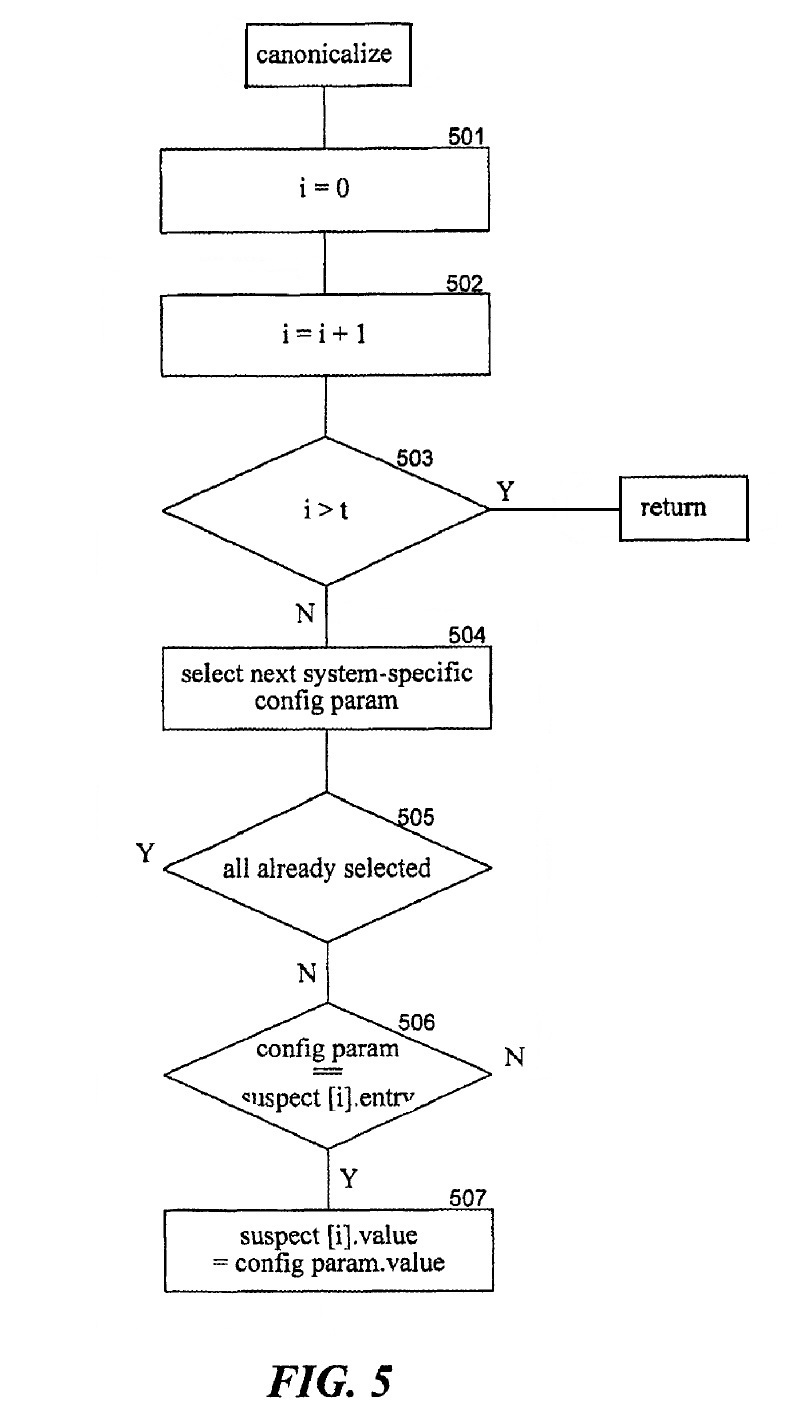 canonicalize
501
i = 0
502
i = i + 1
503
i > t
Y
return
N
504
select next system-specific
config param
505
Y
all already selected
N
506
config param
==
suspect [i].entry
N
Y
507
suspect [i].value
= config param.value
FIG. 5